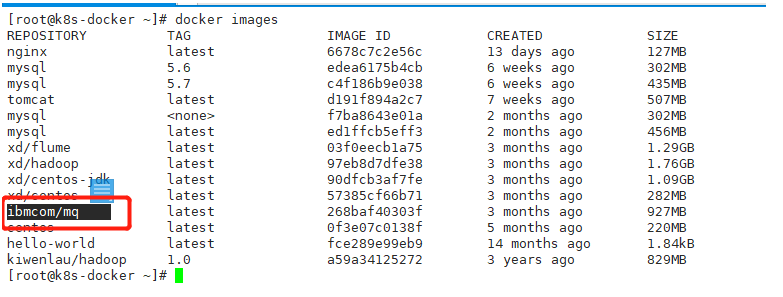 [root@k8s-docker ~]# docker images
REPOSITORY TAG IMAGE ID CREATED SIZE
nginx latest 6678c7c2e56c 13 days ago 127MB
mysql 5.6 edea6175b4cb 6 weeks ago 302MB
mysql 5.7 c4f186b9e038 6 weeks ago 435MB
tomcat latest d191f894a2c7 7 weeks ago 507MB
mysql <none> f7ba8643e01a 2 months ago 302MB
mysql latest ed1ffcb5eff3 2 months ago 456MB
xd/flume latest 03f0eecb1a75 3 months ago 1.29GB
xd/hadoop latest 97eb8d7dfe38 3 months ago 1.76GB
xd/centos-jdk latest 90dfcb3af7fe 3 months ago 1.09GB
xd/centos latest 57385cf66b71 3 months ago 282MB
ibmcom/mq latest 268baf40303f 3 months ago 927MB
centos latest 0f3e07c0138f 5 months ago 220MB
hello-world latest fce289e99eb9 14 months ago 1.84kB
kiwenlau/hadoop 1.0 a59a34125272 3 years ago 829MB
[root@k8s-docker ~]#